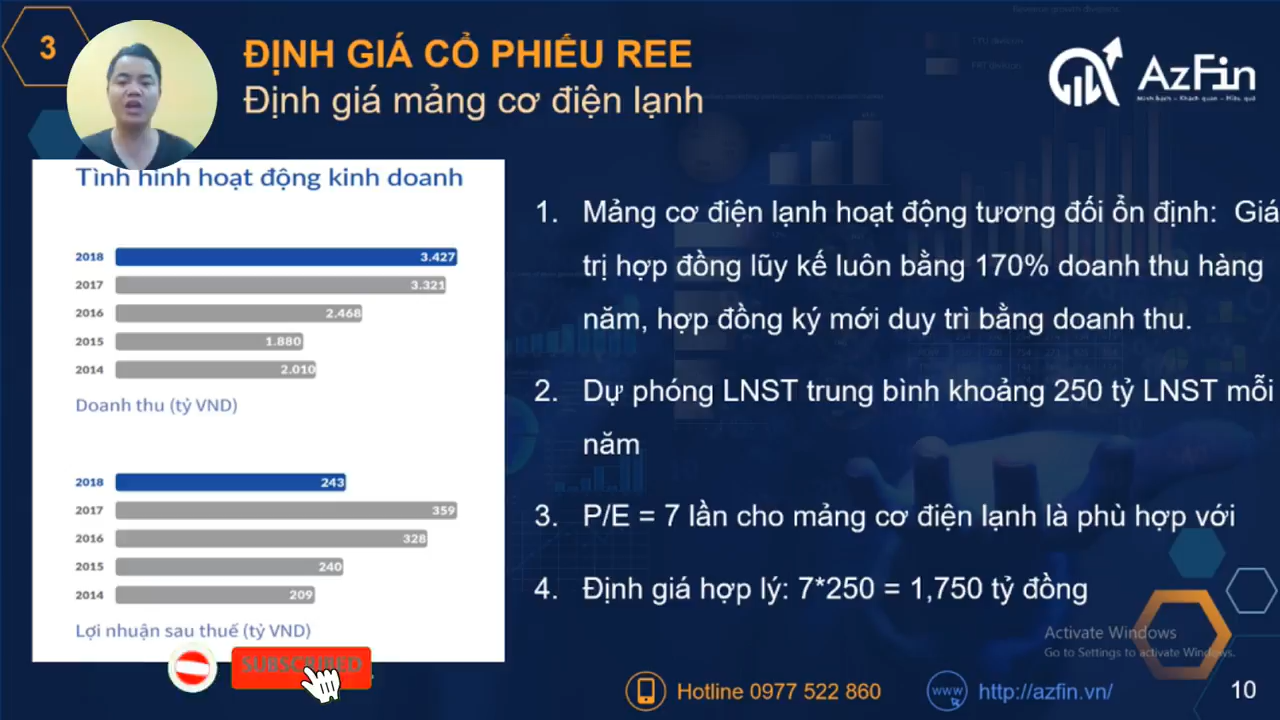 3
ĐỊNH GIÁ CỔ PHIẾU REE
Định giá mảng cơ điện lạnh
AzFin
Minh bạch - Khách quan - Hiệu quả
Tình hình hoạt động kinh doanh
2018 3.427
2017 3.321
2016 2.468
2015 1.880
2014 2.010
Doanh thu (tỷ VND)
2018 243
2017 359
2016 328
2015 240
2014 209
Lợi nhuận sau thuế (tỷ VND)
SUBSCRIBED
1. Mảng cơ điện lạnh hoạt động tương đối ổn định: Giá
trị hợp đồng lũy kế luôn bằng 170% doanh thu hàng
năm, hợp đồng ký mới duy trì bằng doanh thu.
2. Dự phóng LNST trung bình khoảng 250 tỷ LNST mỗi
năm
3. P/E = 7 lần cho mảng cơ điện lạnh là phù hợp với
4. Định giá hợp lý: 7*250 = 1,750 tỷ đồng
Activate Windows
Go to Settings to activate Windows.
Hotline 0977 522 860
www
http://azfin.vn/
10